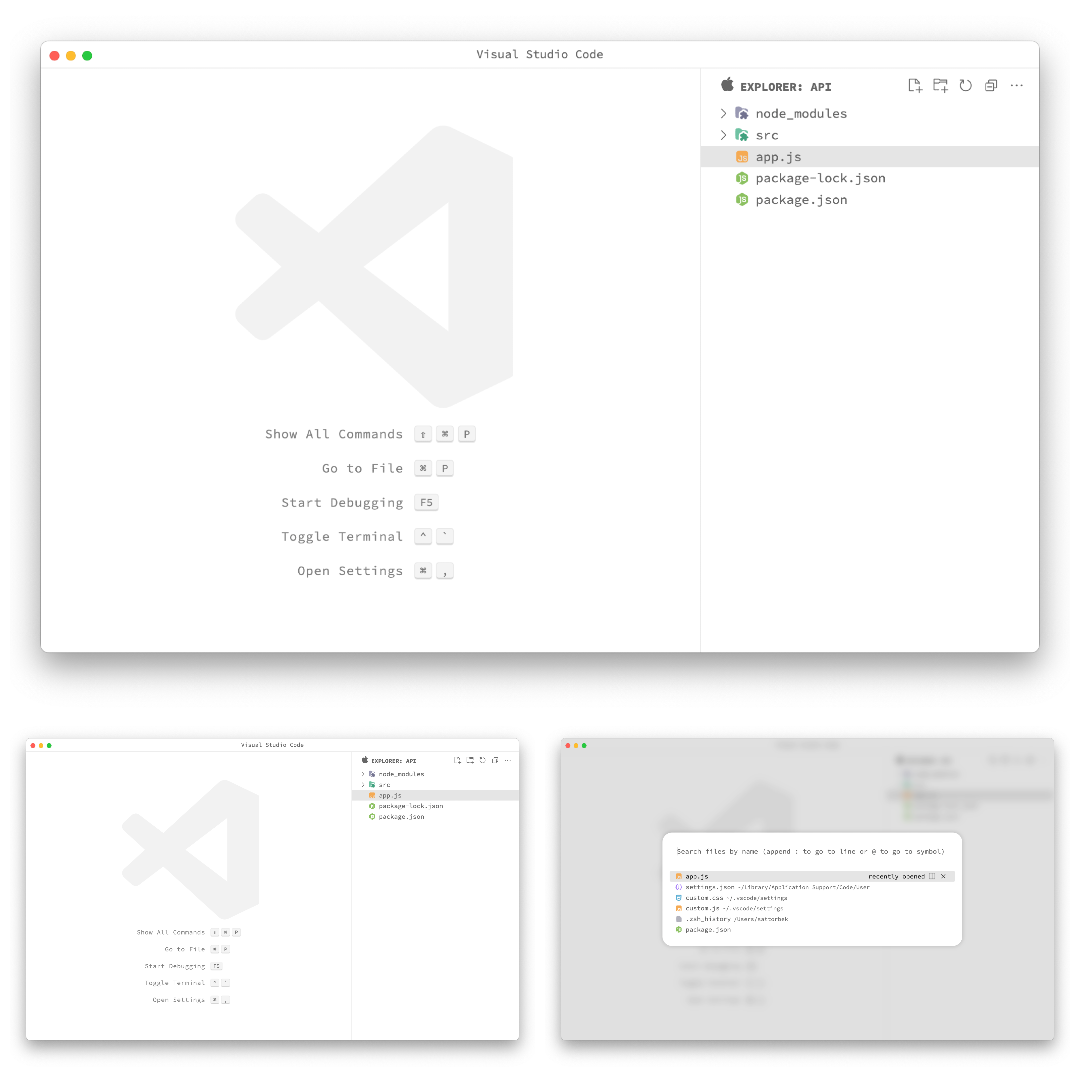 Visual Studio Code
EXPLORER: API
node_modules
src
JS app.js
JS package-lock.json
JS package.json
Show All Commands ⇧ ⌘ P
Go to File ⌘ P
Start Debugging F5
Toggle Terminal ^ `
Open Settings ⌘ ,
Visual Studio Code
EXPLORER: API
node_modules
src
app.js
package-lock.json
package.json
Show All Commands ⇧ ⌘ P
Go to File ⌘ P
Start Debugging F5
Toggle Terminal ^ `
Open Settings ⌘ ,
Search files by name (append : to go to line or @ to go to symbol)
app.js recently opened
settings.json ~/Library/Application Support/Code/User
custom.css ~/.vscode/settings
custom.js ~/.vscode/settings
.zsh_history /Users/sattorbek
package.json